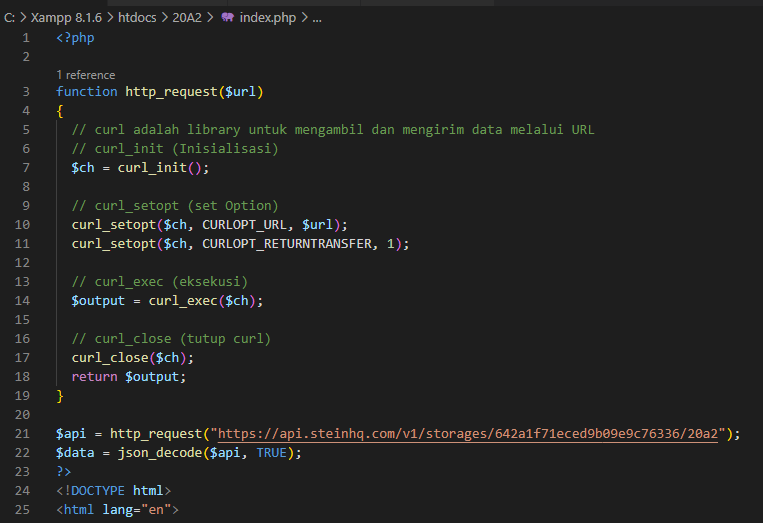 C: > Xampp 8.1.6 > htdocs > 20A2 > index.php > ...
1 <?php
2
1 reference
3 function http_request($url)
4 {
5 // curl adalah library untuk mengambil dan mengirim data melalui URL
6 // curl_init (Inisialisasi)
7 $ch = curl_init();
8
9 // curl_setopt (set Option)
10 curl_setopt($ch, CURLOPT_URL, $url);
11 curl_setopt($ch, CURLOPT_RETURNTRANSFER, 1);
12
13 // curl_exec (eksekusi)
14 $output = curl_exec($ch);
15
16 // curl_close (tutup curl)
17 curl_close($ch);
18 return $output;
19 }
20
21 $api = http_request("https://api.steinhq.com/v1/storages/642a1f71eced9b09e9c76336/20a2");
22 $data = json_decode($api, TRUE);
23 ?>
24 <!DOCTYPE html>
25 <html lang="en">